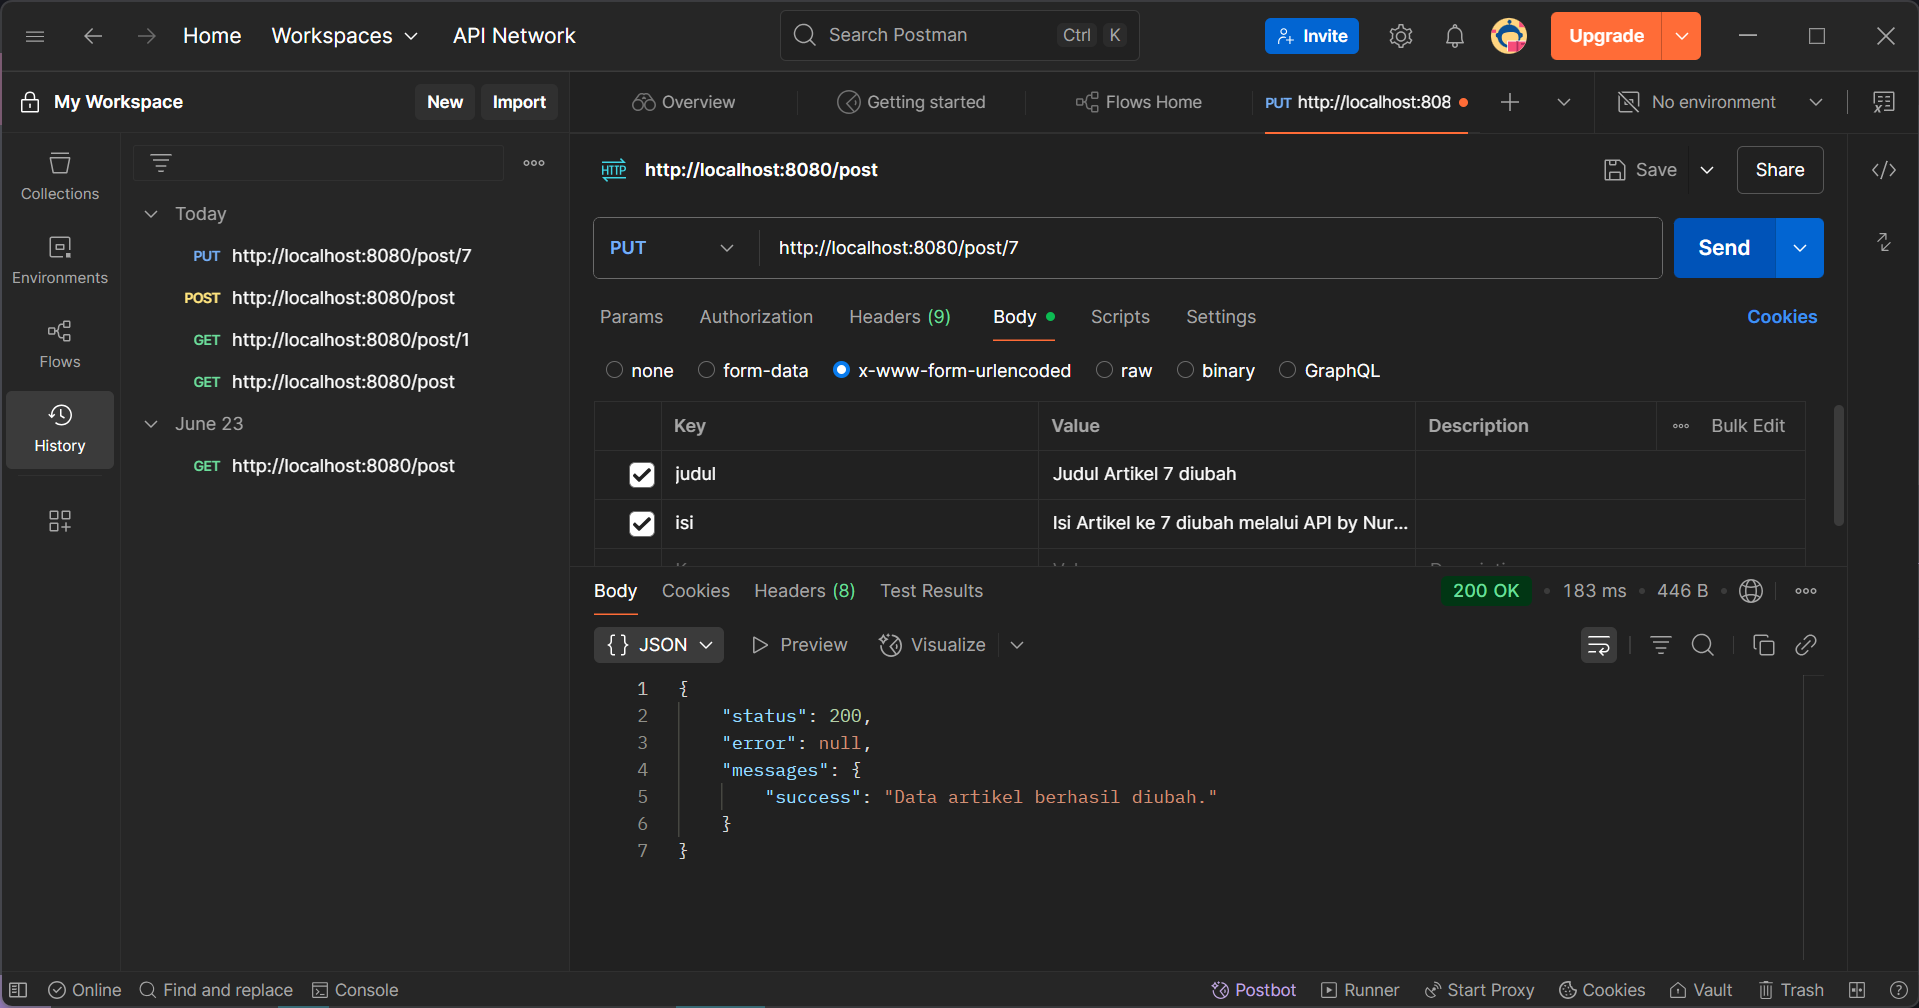 Home Workspaces API Network Search Postman Ctrl K Invite Upgrade
My Workspace New Import Overview Getting started Flows Home PUT http://localhost:808 No environment
Collections
Environments
Flows
History
Today
PUT http://localhost:8080/post/7
POST http://localhost:8080/post
GET http://localhost:8080/post/1
GET http://localhost:8080/post
June 23
GET http://localhost:8080/post
HTTP http://localhost:8080/post Save Share
PUT http://localhost:8080/post/7 Send
Params Authorization Headers (9) Body Scripts Settings Cookies
none form-data x-www-form-urlencoded raw binary GraphQL
Key Value Description Bulk Edit
judul Judul Artikel 7 diubah
isi Isi Artikel ke 7 diubah melalui API by Nur...
Body Cookies Headers (8) Test Results 200 OK 183 ms 446 B
{} JSON Preview Visualize
1 {
2 "status": 200,
3 "error": null,
4 "messages": {
5 "success": "Data artikel berhasil diubah."
6 }
7 }
Online Find and replace Console Postbot Runner Start Proxy Cookies Vault Trash